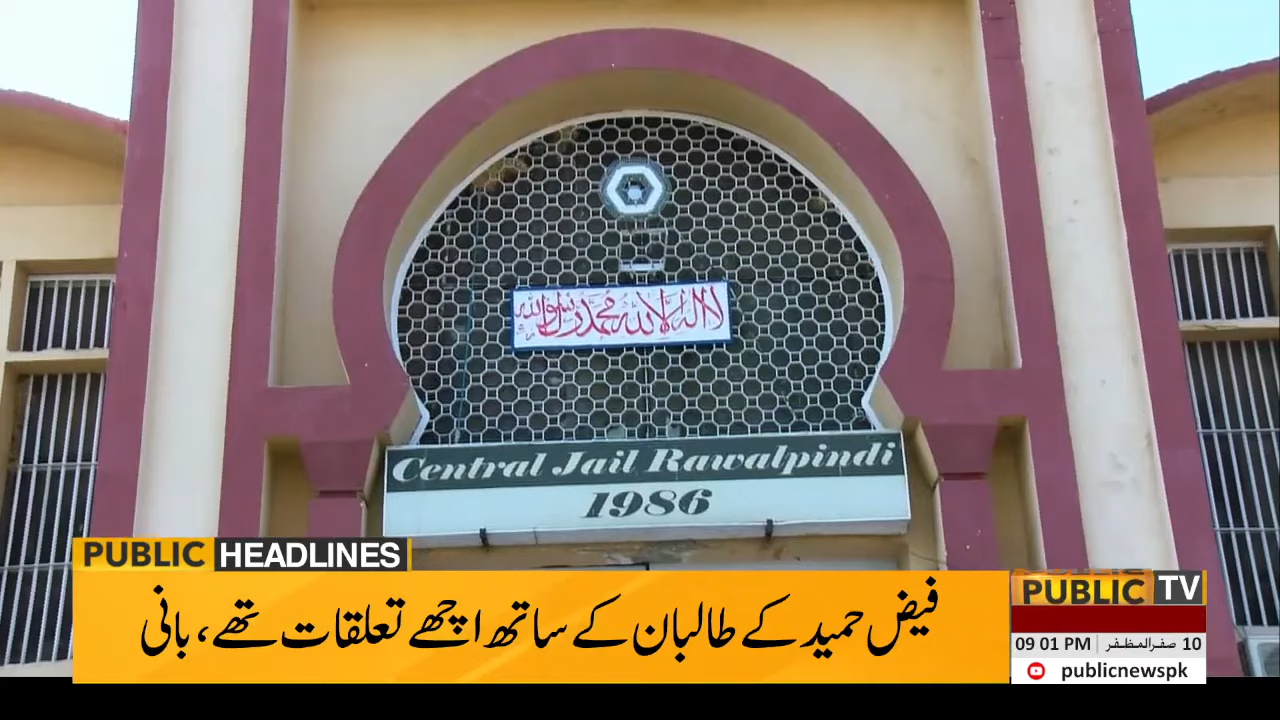 لا اله الا الله محمد رسول الله
Central Jail Rawalpindi
1986
PUBLIC HEADLINES
فیض حمید کے طالبان کے ساتھ اچھے تعلقات تھے، بانی
PUBLIC TV
09 01 PM | 10 صفرالمظفر
publicnewspk